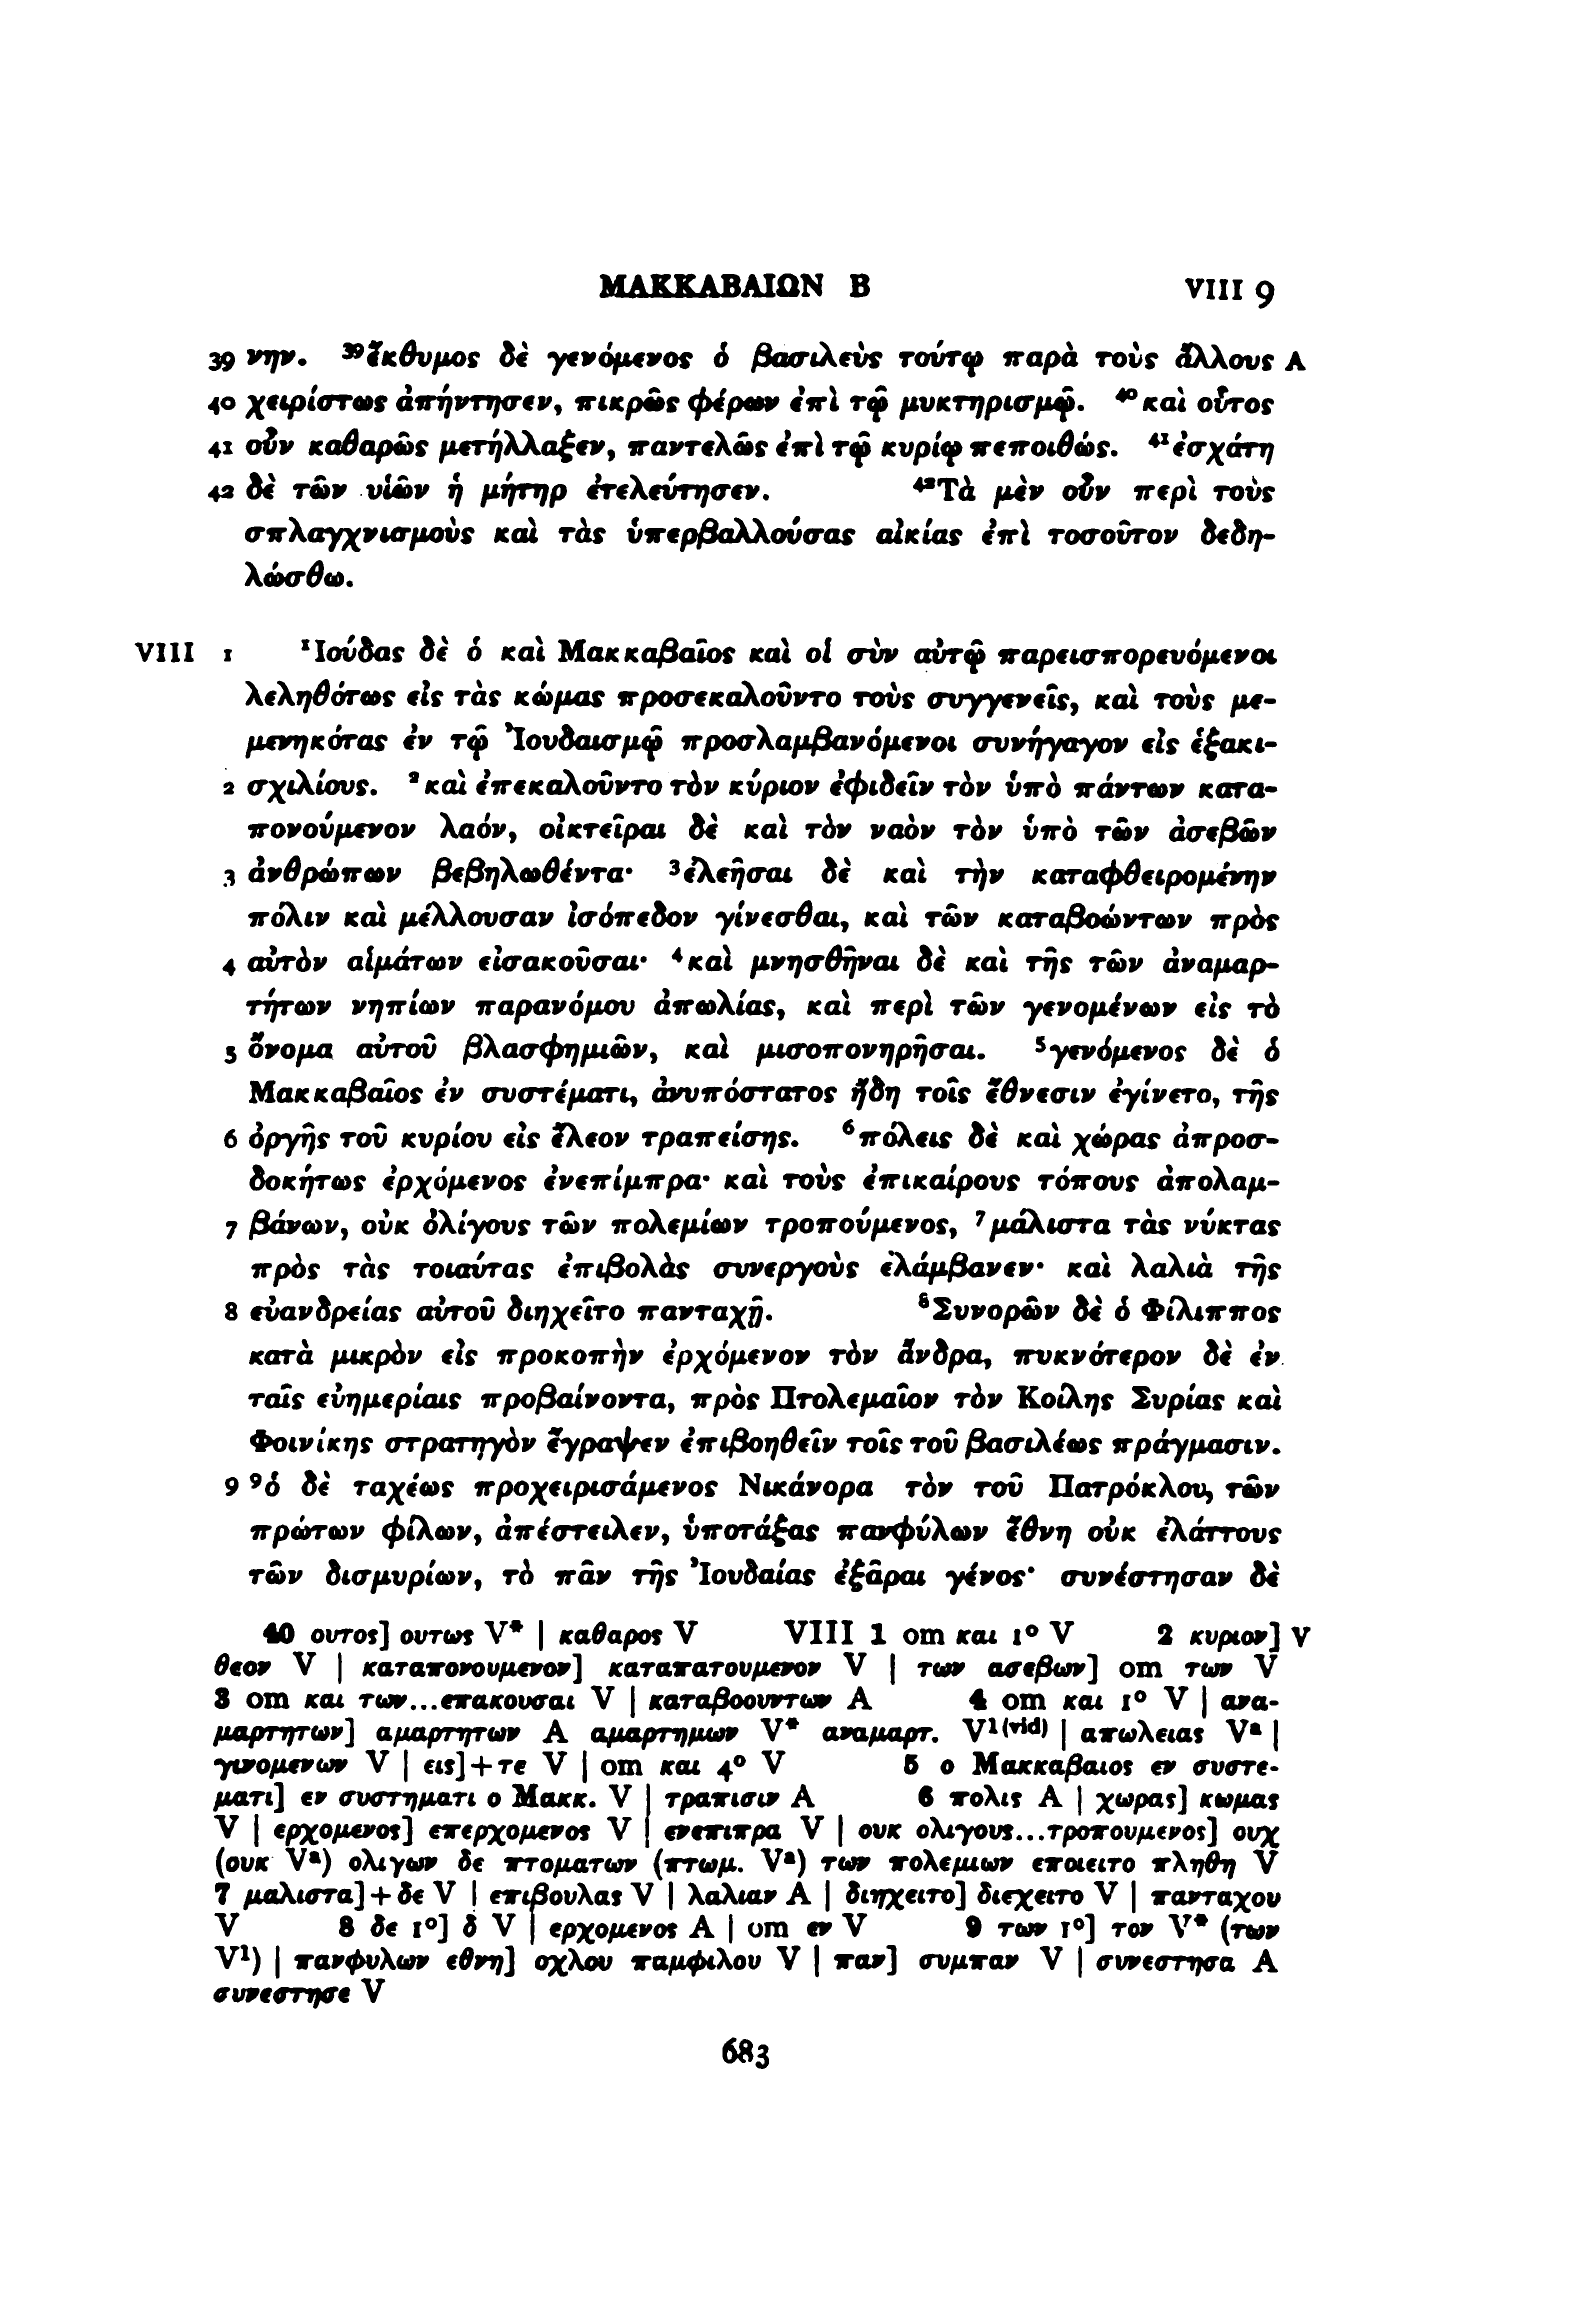 ΜΑΚΚΑΒΑΙΩΝ Β VIII 9
39 νην. ³⁹ἔκθυμος δὲ γενόμενος ὁ βασιλεὺς τούτῳ παρὰ τοὺς ἄλλους A
40 χειρίστως ἀπήντησεν, πικρῶς φέρων ἐπὶ τῷ μυκτηρισμῷ. ⁴⁰καὶ οὗτος
41 οὖν καθαρῶς μετήλλαξεν, παντελῶς ἐπὶ τῷ κυρίῳ πεποιθώς. ⁴¹ἐσχάτη
42 δὲ τῶν υἱῶν ἡ μήτηρ ἐτελεύτησεν. ⁴²Τὰ μὲν οὖν περὶ τοὺς
σπλαγχνισμοὺς καὶ τὰς ὑπερβαλλούσας αἰκίας ἐπὶ τοσοῦτον δεδη-
λώσθω.
VIII 1 ¹Ἰούδας δὲ ὁ καὶ Μακκαβαῖος καὶ οἱ σὺν αὐτῷ παρεισπορευόμενοι
λεληθότως εἰς τὰς κώμας προσεκαλοῦντο τοὺς συγγενεῖς, καὶ τοὺς με-
μενηκότας ἐν τῷ Ἰουδαισμῷ προσλαμβανόμενοι συνήγαγον εἰς ἑξακι-
2 σχιλίους. ²καὶ ἐπεκαλοῦντο τὸν κύριον ἐφιδεῖν τὸν ὑπὸ πάντων κατα-
πονούμενον λαόν, οἰκτεῖραι δὲ καὶ τὸν ναὸν τὸν ὑπὸ τῶν ἀσεβῶν
3 ἀνθρώπων βεβηλωθέντα· ³ἐλεῆσαι δὲ καὶ τὴν καταφθειρομένην
πόλιν καὶ μέλλουσαν ἰσόπεδον γίνεσθαι, καὶ τῶν καταβοώντων πρὸς
4 αὐτὸν αἱμάτων εἰσακοῦσαι· ⁴καὶ μνησθῆναι δὲ καὶ τῆς τῶν ἀναμαρ-
τήτων νηπίων παρανόμου ἀπωλίας, καὶ περὶ τῶν γενομένων εἰς τὸ
5 ὄνομα αὐτοῦ βλασφημιῶν, καὶ μισοπονηρῆσαι. ⁵γενόμενος δὲ ὁ
Μακκαβαῖος ἐν συστέματι, ἀνυπόστατος ἤδη τοῖς ἔθνεσιν ἐγίνετο, τῆς
6 ὀργῆς τοῦ κυρίου εἰς ἔλεον τραπείσης. ⁶πόλεις δὲ καὶ χώρας ἀπροσ-
δοκήτως ἐρχόμενος ἐνεπίμπρα· καὶ τοὺς ἐπικαίρους τόπους ἀπολαμ-
7 βάνων, οὐκ ὀλίγους τῶν πολεμίων τροπούμενος, ⁷μάλιστα τὰς νύκτας
πρὸς τὰς τοιαύτας ἐπιβολὰς συνεργοὺς ἐλάμβανεν· καὶ λαλιὰ τῆς
8 εὐανδρείας αὐτοῦ διηχεῖτο πανταχῇ. ⁸Συνορῶν δὲ ὁ Φίλιππος
κατὰ μικρὸν εἰς προκοπὴν ἐρχόμενον τὸν ἄνδρα, πυκνότερον δὲ ἐν
ταῖς εὐημερίαις προβαίνοντα, πρὸς Πτολεμαῖον τὸν Κοίλης Συρίας καὶ
Φοινίκης στρατηγὸν ἔγραψεν ἐπιβοηθεῖν τοῖς τοῦ βασιλέως πράγμασιν.
9 ⁹ὁ δὲ ταχέως προχειρισάμενος Νικάνορα τὸν τοῦ Πατρόκλου, τῶν
πρώτων φίλων, ἀπέστειλεν, ὑποτάξας πανφύλων ἔθνη οὐκ ἐλάττους
τῶν δισμυρίων, τὸ πᾶν τῆς Ἰουδαίας ἐξᾶραι γένος· συνέστησαν δὲ
40 ουτος] ουτως V* | καθαρος V VIII 1 om και 1° V 2 κυριον] V
θεον V | καταπονουμενον] καταπατουμενον V | των ασεβων] om των V
3 om και των...επακουσαι V | καταβοουντων A 4 om και 1° V | ανα-
μαρτητων] αμαρτητων A αμαρτημων V* αναμαρτ. V¹⁽ᵛⁱᵈ⁾ | απωλειας Vᵃ |
γινομενων V | εις]+τε V | om και 4° V 5 ο Μακκαβαιος εν συστε-
ματι] εν συστηματι ο Μακκ. V | τραπισιν A 6 πολις A | χωρας] κωμας
V | ερχομενος] επερχομενος V | ενεπιπρα V | ουκ ολιγους...τροπουμενος] ουχ
(ουκ Vᵃ) ολιγων δε πτοματων (πτωμ. Vᵃ) των πολεμιων εποιειτο πληθη V
7 μαλιστα]+δε V | επιβουλας V | λαλιαν A | διηχειτο] διεχειτο V | πανταχου
V 8 δε 1°] δ V | ερχομενος A | om εν V 9 των 1°] τον V* (των
V¹) | πανφυλων εθνη] οχλου παμφιλου V | παν] συμπαν V | συνεστησα A
συνεστησε V
683